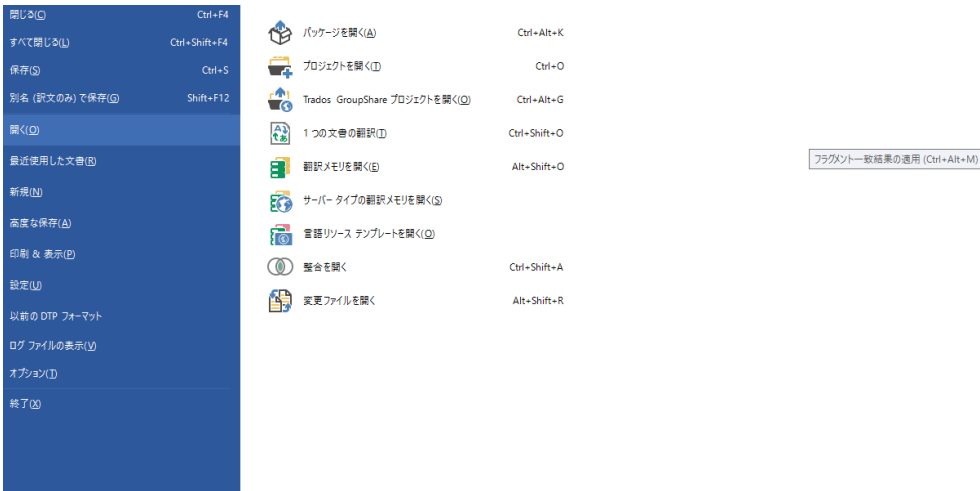 閉じる(C) Ctrl+F4
すべて閉じる(L) Ctrl+Shift+F4
保存(S) Ctrl+S
別名 (訳文のみ) で保存(G) Shift+F12
開く(O)
最近使用した文書(R)
新規(N)
高度な保存(A)
印刷 & 表示(P)
設定(U)
以前の DTP フォーマット
ログ ファイルの表示(V)
オプション(T)
終了(X)
パッケージを開く(A) Ctrl+Alt+K
プロジェクトを開く(T) Ctrl+O
Trados GroupShare プロジェクトを開く(O) Ctrl+Alt+G
1 つの文書の翻訳(T) Ctrl+Shift+O
翻訳メモリを開く(E) Alt+Shift+O
サーバー タイプの翻訳メモリを開く(S)
言語リソース テンプレートを開く(O)
整合を開く Ctrl+Shift+A
変更ファイルを開く Alt+Shift+R
フラグメント一致結果の適用 (Ctrl+Alt+M)